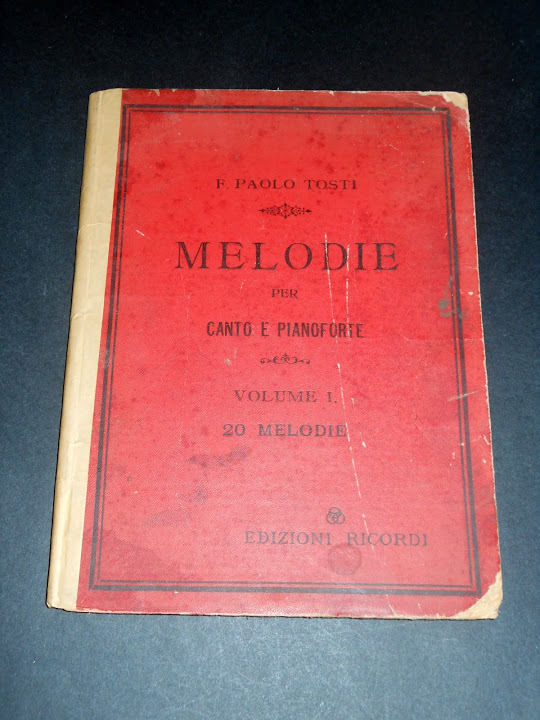 F. PAOLO TOSTI
MELODIE
PER
CANTO E PIANOFORTE
VOLUME I.
20 MELODIE
EDIZIONI RICORDI